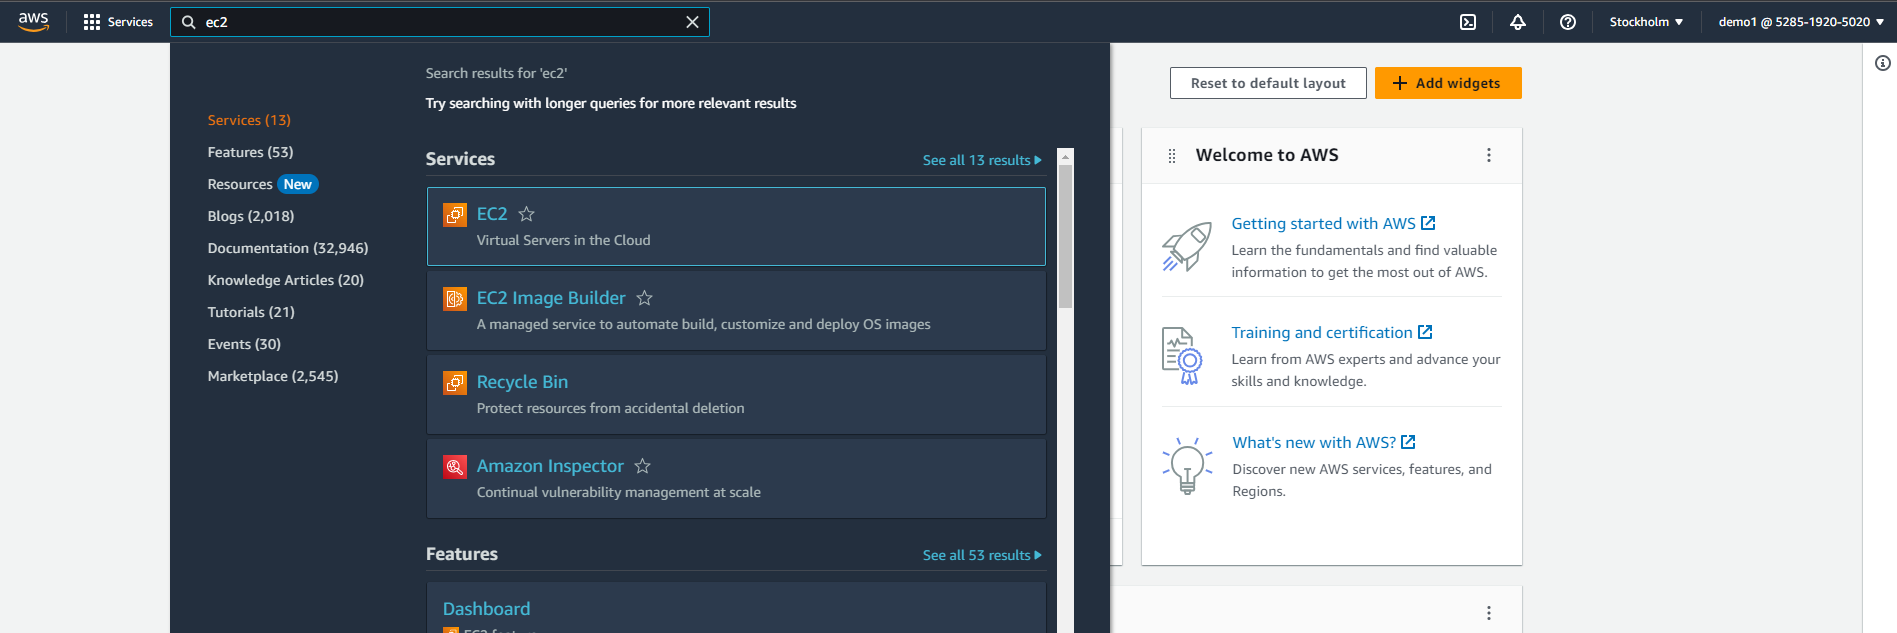 aws
Services
ec2
Stockholm
demo1 @ 5285-1920-5020
Search results for 'ec2'
Try searching with longer queries for more relevant results
Services (13)
Features (53)
Resources New
Blogs (2,018)
Documentation (32,946)
Knowledge Articles (20)
Tutorials (21)
Events (30)
Marketplace (2,545)
Services
See all 13 results
EC2
Virtual Servers in the Cloud
EC2 Image Builder
A managed service to automate build, customize and deploy OS images
Recycle Bin
Protect resources from accidental deletion
Amazon Inspector
Continual vulnerability management at scale
Features
See all 53 results
Dashboard
EC2 feature
Reset to default layout
Add widgets
Welcome to AWS
Getting started with AWS
Learn the fundamentals and find valuable
information to get the most out of AWS.
Training and certification
Learn from AWS experts and advance your
skills and knowledge.
What's new with AWS?
Discover new AWS services, features, and
Regions.